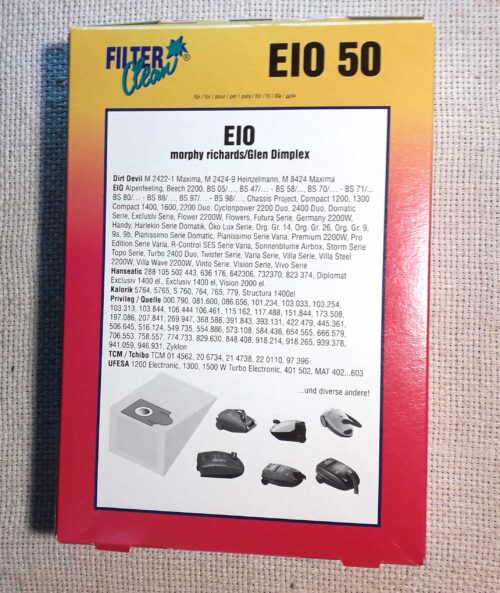 FILTER
Clean®
EIO 50
für / for / pour / per / para / för / til / dla / для
EIO
morphy richards/Glen Dimplex
Dirt Devil M 2422-1 Maxima, M 2424-9 Heinzelmann, M 8424 Maxima
EIO Alpenfeeling, Beech 2200, BS 05/..., BS 47/... - BS 58/..., BS 70/... - BS 71/...
BS 80/... - BS 88/..., BS 97/... - BS 98/..., Chassis Project, Compact 1200, 1300
Compact 1400, 1600, 2200 Duo, Cyclonpower 2200 Duo, 2400 Duo, Domatic
Serie, Exclusiv Serie, Flower 2200W, Flowers, Futura Serie, Germany 2200W,
Handy, Harlekin Serie Domatik, Öko Lux Serie, Org. Gr. 14, Org. Gr. 26, Org. Gr. 9,
9a, 9b, Pianissimo Serie Domatic, Pianissimo Serie Varia, Premium 2200W, Pro
Edition Serie Varia, R-Control SES Serie Varia, Sonnenblume Airbox, Storm Serie
Topo Serie, Turbo 2400 Duo, Twister Serie, Varia Serie, Villa Serie, Villa Steel
2200W, Villa Wave 2200W, Vinto Serie, Vision Serie, Vivo Serie
Hanseatic 288 105 502 443, 636 176, 642306, 732370, 823 374, Diplomat
Exclusiv 1400 el., Exclusiv 1400 el, Vision 2000 el.
Kalorik 5764, 5765, S 760, 764, 765, 779, Structura 1400el
Privileg / Quelle 000.790, 081.600, 086.656, 101.234, 103.033, 103.254,
103.313, 103.844, 106.444 106.461, 115.162, 117.488, 151.844, 173.508,
197.086, 207.841, 269.947, 368.588, 391.843, 393.131, 422.479, 445.361,
506.645, 516.124, 549.735, 554.886, 573.108, 584.436, 654.565, 666.579,
706.553, 758.557, 774.733, 829.630, 848.408, 918.214, 918.265, 939.378,
941.059, 946.931, Zyklon
TCM / Tchibo TCM 01 4562, 20 6734, 21 4738, 22 0110, 97 396
UFESA 1200 Electronic, 1300, 1500 W Turbo Electronic, 401 502, MAT 402...603
...und diverse andere!